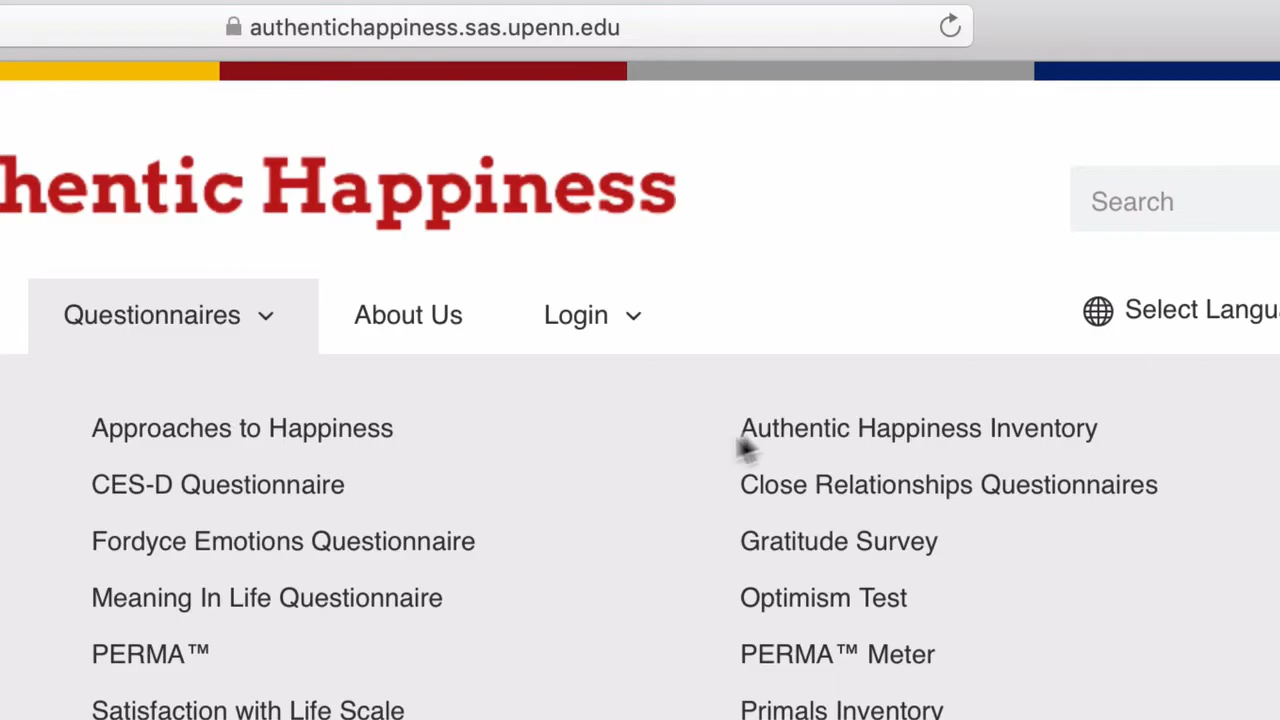 authentichappiness.sas.upenn.edu
hentic Happiness
Search
Questionnaires
About Us
Login
Select Langu
Approaches to Happiness
Authentic Happiness Inventory
CES-D Questionnaire
Close Relationships Questionnaires
Fordyce Emotions Questionnaire
Gratitude Survey
Meaning In Life Questionnaire
Optimism Test
PERMA™
PERMA™ Meter
Satisfaction with Life Scale
Primals Inventory